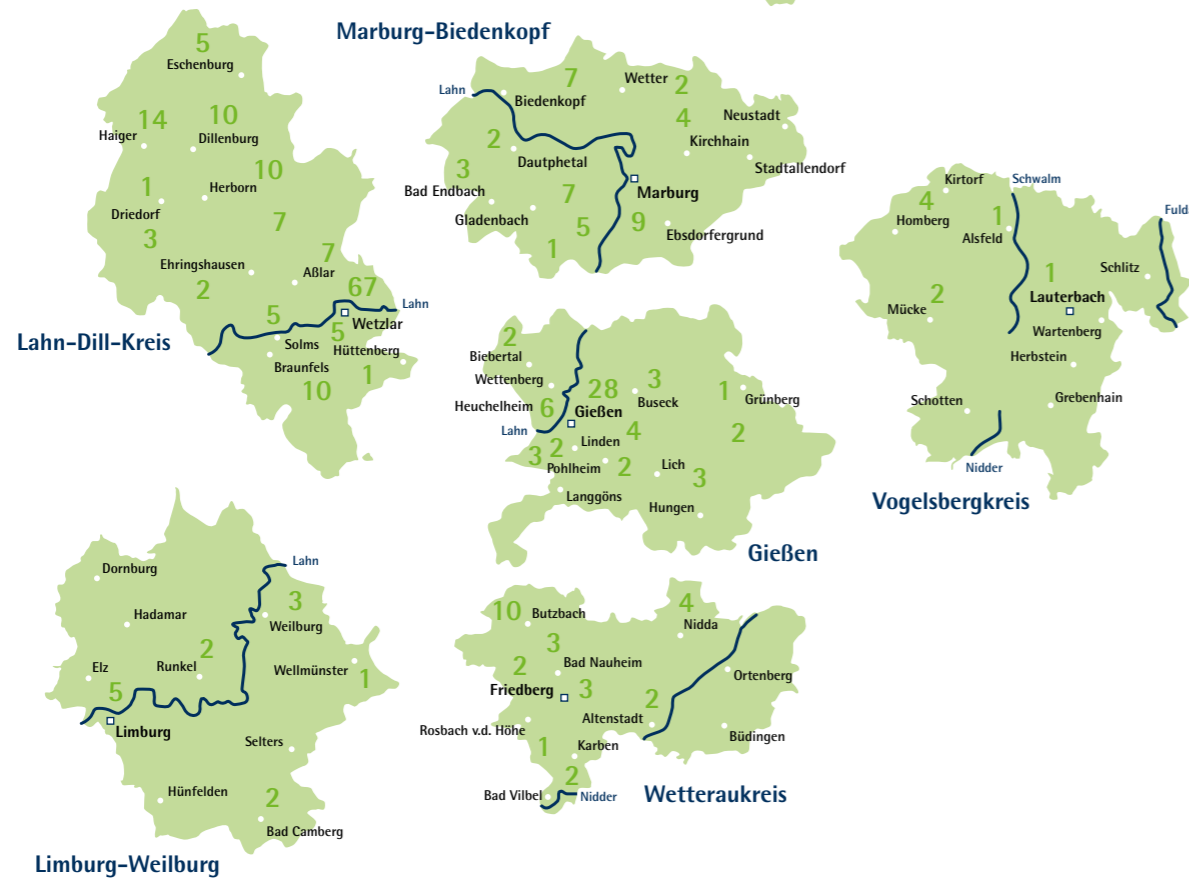 5
Eschenburg
14
Haiger
10
Dillenburg
10
1
Herborn
Driedorf
7
3
Ehringshausen
7
Aßlar
2
67
Lahn
5
Wetzlar
5
Solms
Hüttenberg
Braunfels
1
10
Lahn-Dill-Kreis
Marburg-Biedenkopf
Lahn
7
Wetter
2
Biedenkopf
4
Neustadt
2
Kirchhain
Dautphetal
3
Stadtallendorf
Bad Endbach
7
Marburg
Gladenbach
5
9
Ebsdorfergrund
1
Kirtorf
Schwalm
4
Homberg
1
Alsfeld
Fuld
1
Schlitz
2
Lauterbach
Mücke
Wartenberg
Herbstein
Schotten
Grebenhain
Nidder
Vogelsbergkreis
2
Biebertal
Wettenberg
28
3
1
Heuchelheim
6
Buseck
Grünberg
Gießen
Lahn
4
2
Linden
3
2
Pohlheim
2
Lich
3
Langgöns
Hungen
Gießen
Dornburg
Lahn
3
Hadamar
Weilburg
2
Elz
Runkel
Wellmünster
5
1
Limburg
Selters
Hünfelden
2
Bad Camberg
Limburg-Weilburg
10
Butzbach
4
Nidda
3
2
Bad Nauheim
Ortenberg
Friedberg
3
2
Altenstadt
Rosbach v.d. Höhe
Büdingen
1
Karben
2
Bad Vilbel
Nidder
Wetteraukreis